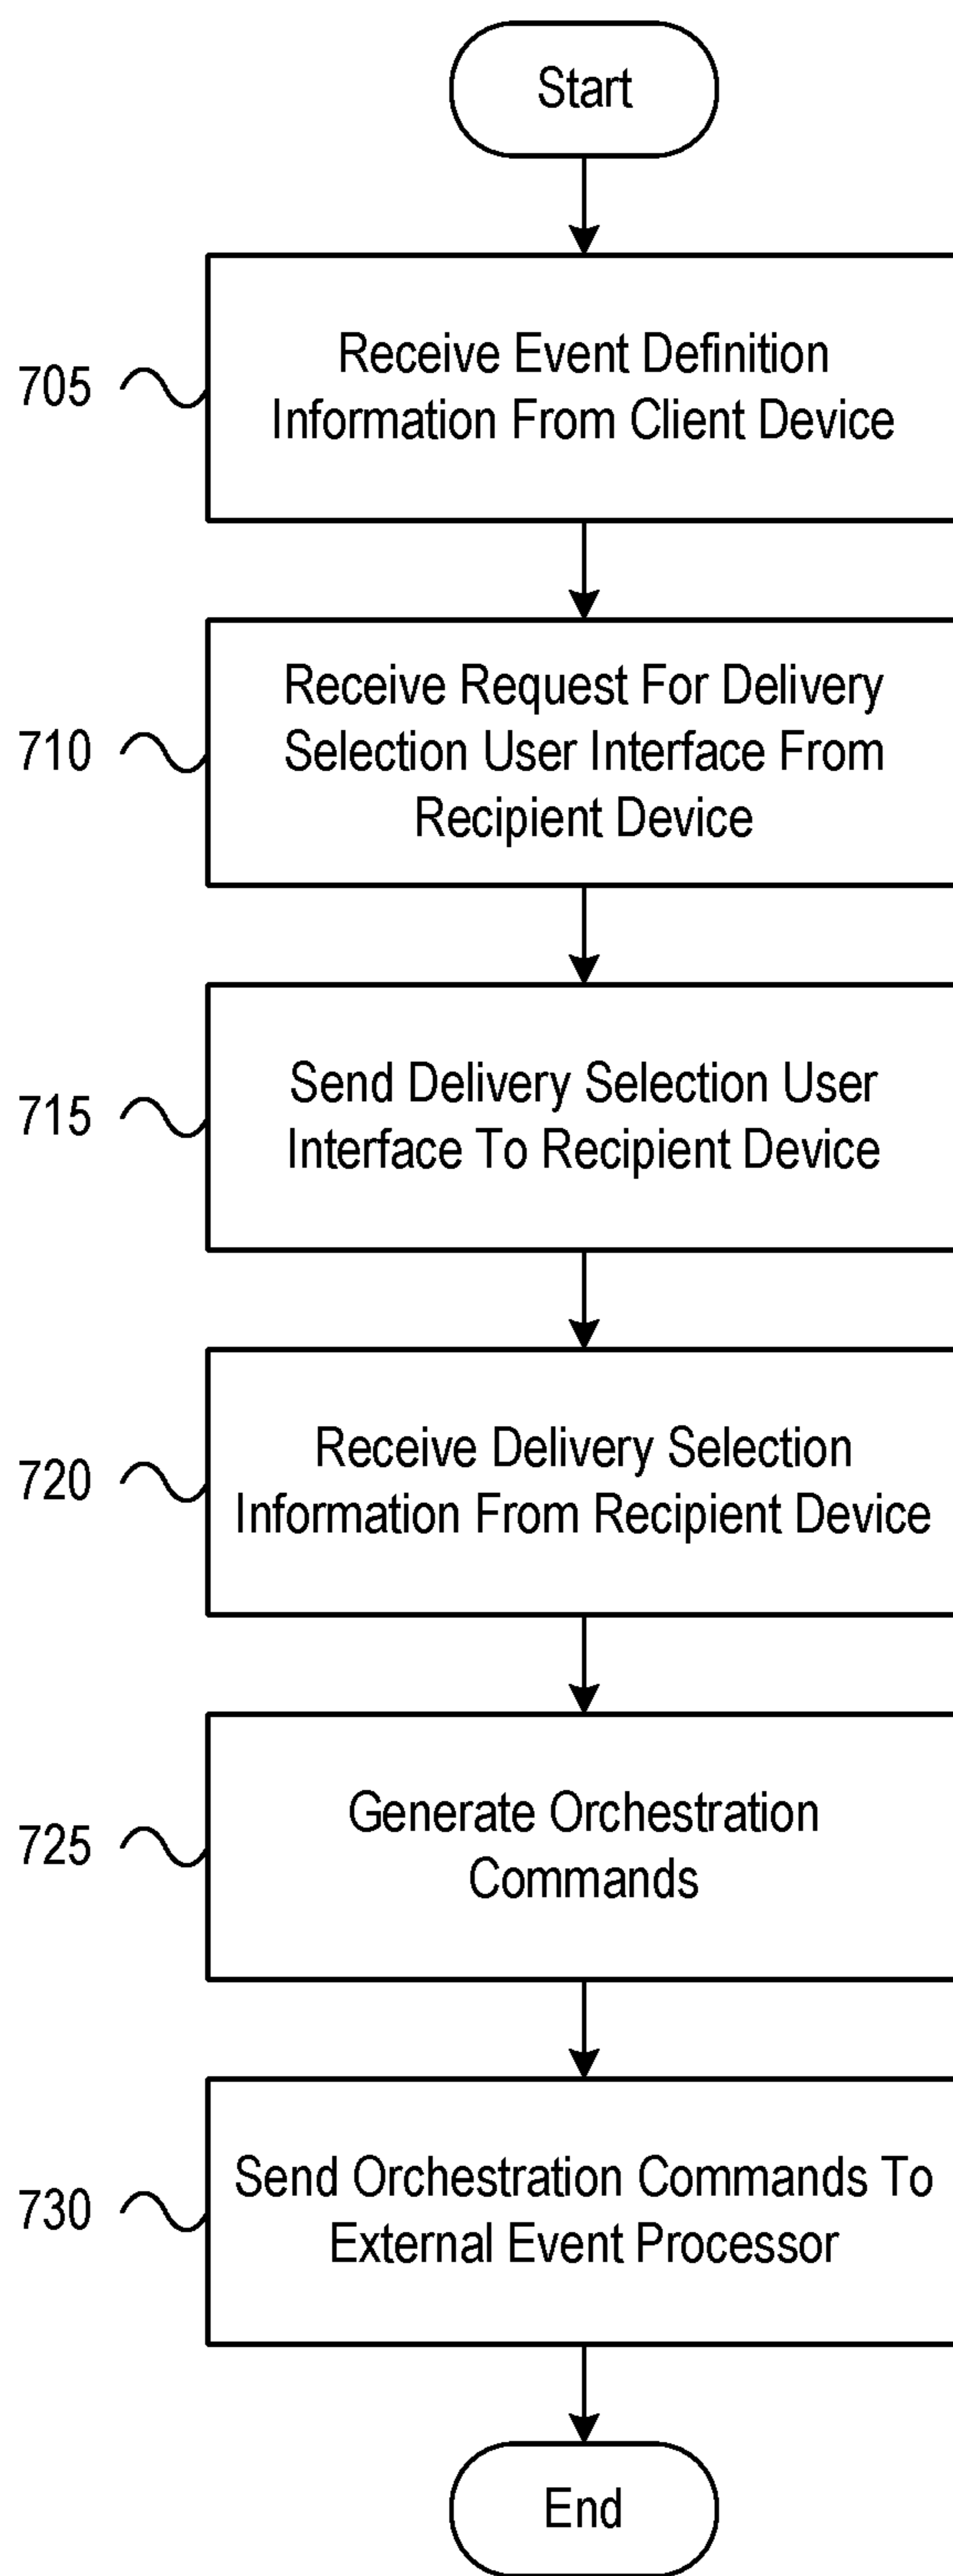 Start
705
Receive Event Definition
Information From Client Device
710
Receive Request For Delivery
Selection User Interface From
Recipient Device
715
Send Delivery Selection User
Interface To Recipient Device
720
Receive Delivery Selection
Information From Recipient Device
725
Generate Orchestration
Commands
730
Send Orchestration Commands To
External Event Processor
End